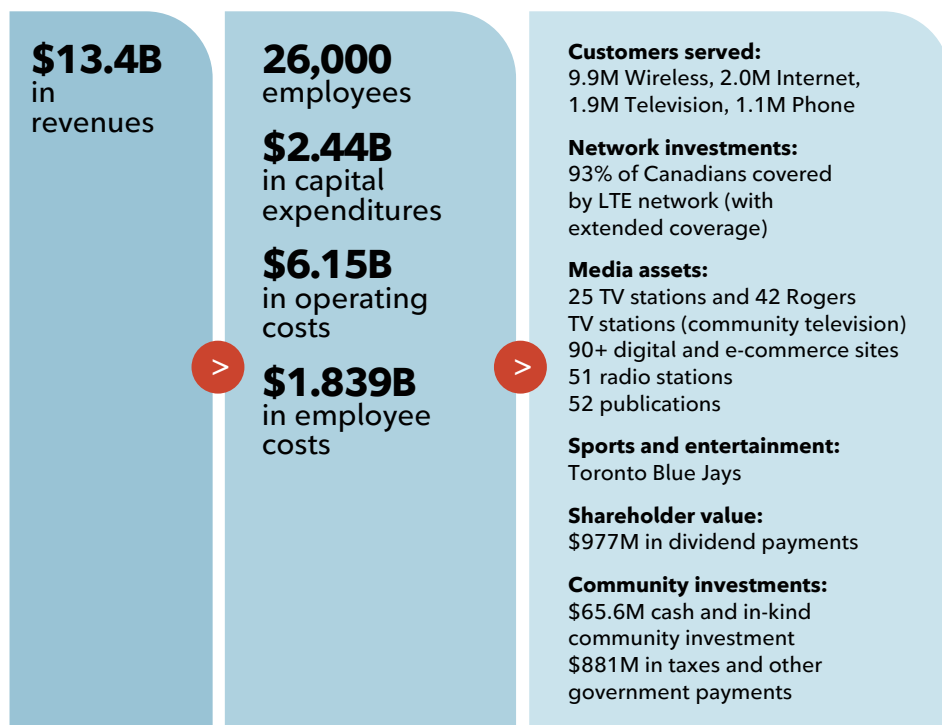 $13.4B
in
revenues
26,000
employees
$2.44B
in capital
expenditures
$6.15B
in operating
costs
$1.839B
in employee
costs
>
>
Customers served:
9.9M Wireless, 2.0M Internet,
1.9M Television, 1.1M Phone
Network investments:
93% of Canadians covered
by LTE network (with
extended coverage)
Media assets:
25 TV stations and 42 Rogers
TV stations (community television)
90+ digital and e-commerce sites
51 radio stations
52 publications
Sports and entertainment:
Toronto Blue Jays
Shareholder value:
$977M in dividend payments
Community investments:
$65.6M cash and in-kind
community investment
$881M in taxes and other
government payments